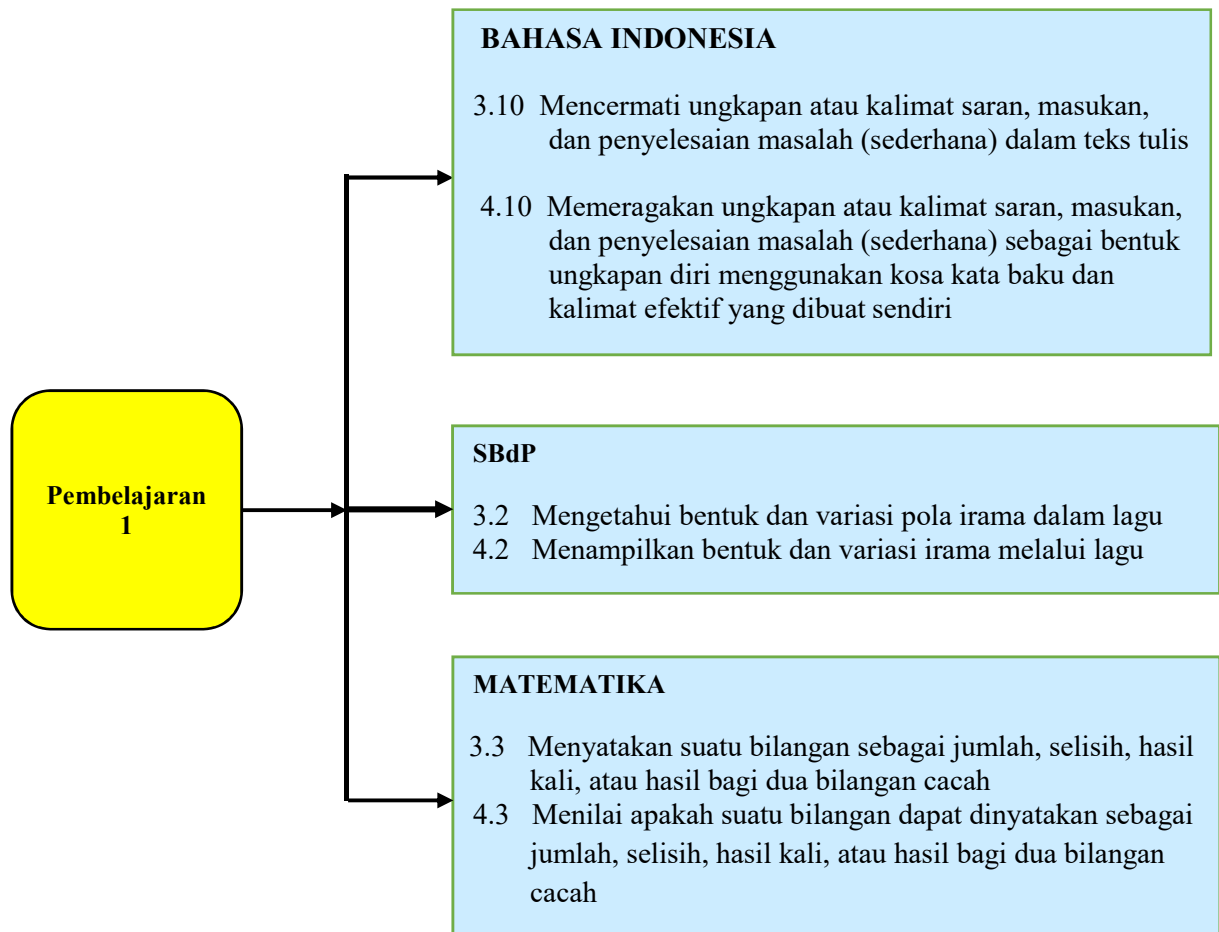 BAHASA INDONESIA
3.10 Mencermati ungkapan atau kalimat saran, masukan,
dan penyelesaian masalah (sederhana) dalam teks tulis
4.10 Memeragakan ungkapan atau kalimat saran, masukan,
dan penyelesaian masalah (sederhana) sebagai bentuk
ungkapan diri menggunakan kosa kata baku dan
kalimat efektif yang dibuat sendiri
Pembelajaran
1
SBdP
3.2 Mengetahui bentuk dan variasi pola irama dalam lagu
4.2 Menampilkan bentuk dan variasi irama melalui lagu
MATEMATIKA
3.3 Menyatakan suatu bilangan sebagai jumlah, selisih, hasil
kali, atau hasil bagi dua bilangan cacah
4.3 Menilai apakah suatu bilangan dapat dinyatakan sebagai
jumlah, selisih, hasil kali, atau hasil bagi dua bilangan
cacah